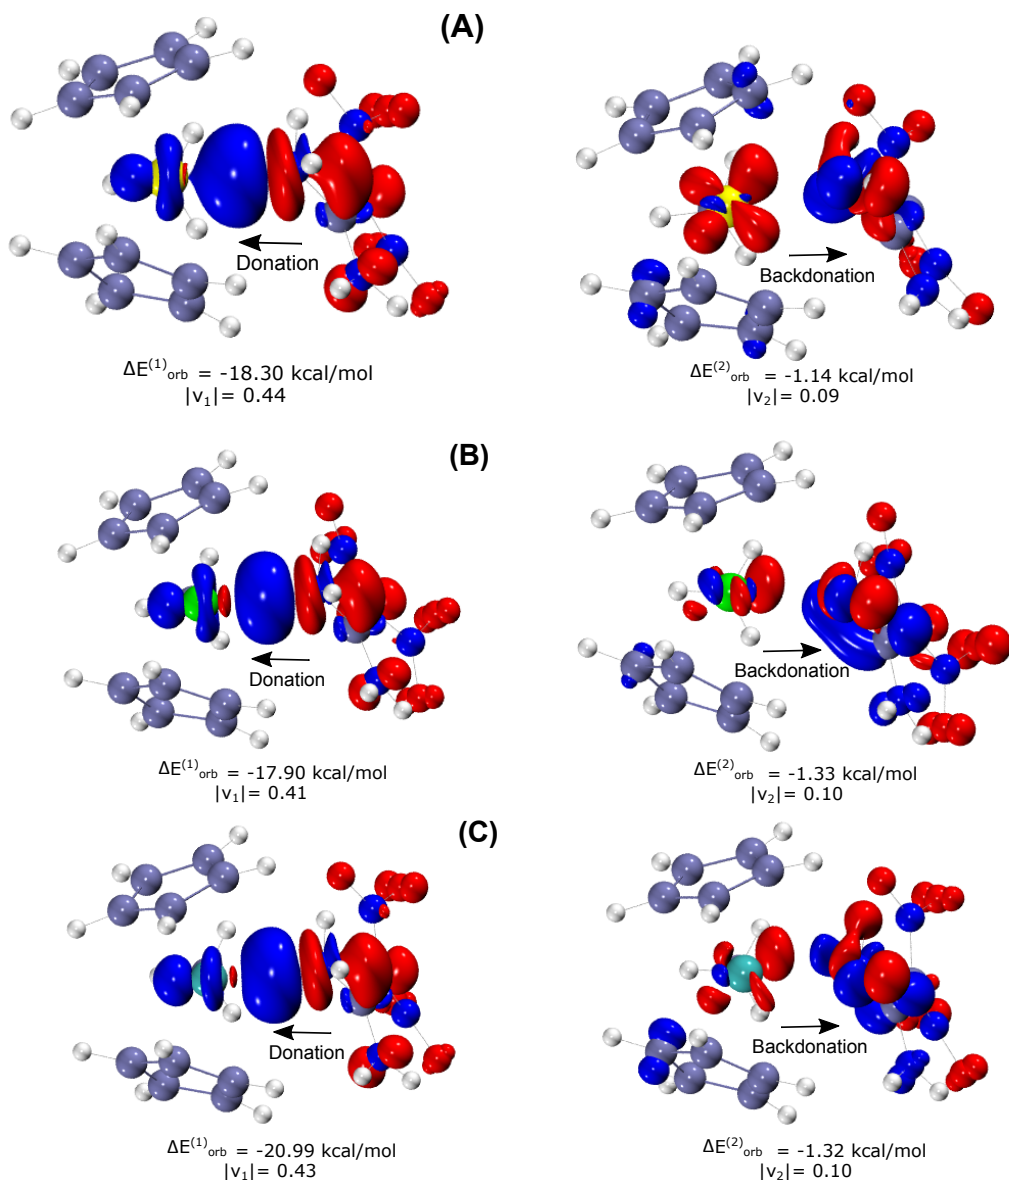 (A)
Donation
Backdonation
ΔE⁽¹⁾orb = -18.30 kcal/mol
|v₁|= 0.44
ΔE⁽²⁾orb = -1.14 kcal/mol
|v₂|= 0.09
(B)
Donation
Backdonation
ΔE⁽¹⁾orb = -17.90 kcal/mol
|v₁|= 0.41
ΔE⁽²⁾orb = -1.33 kcal/mol
|v₂|= 0.10
(C)
Donation
Backdonation
ΔE⁽¹⁾orb = -20.99 kcal/mol
|v₁|= 0.43
ΔE⁽²⁾orb = -1.32 kcal/mol
|v₂|= 0.10